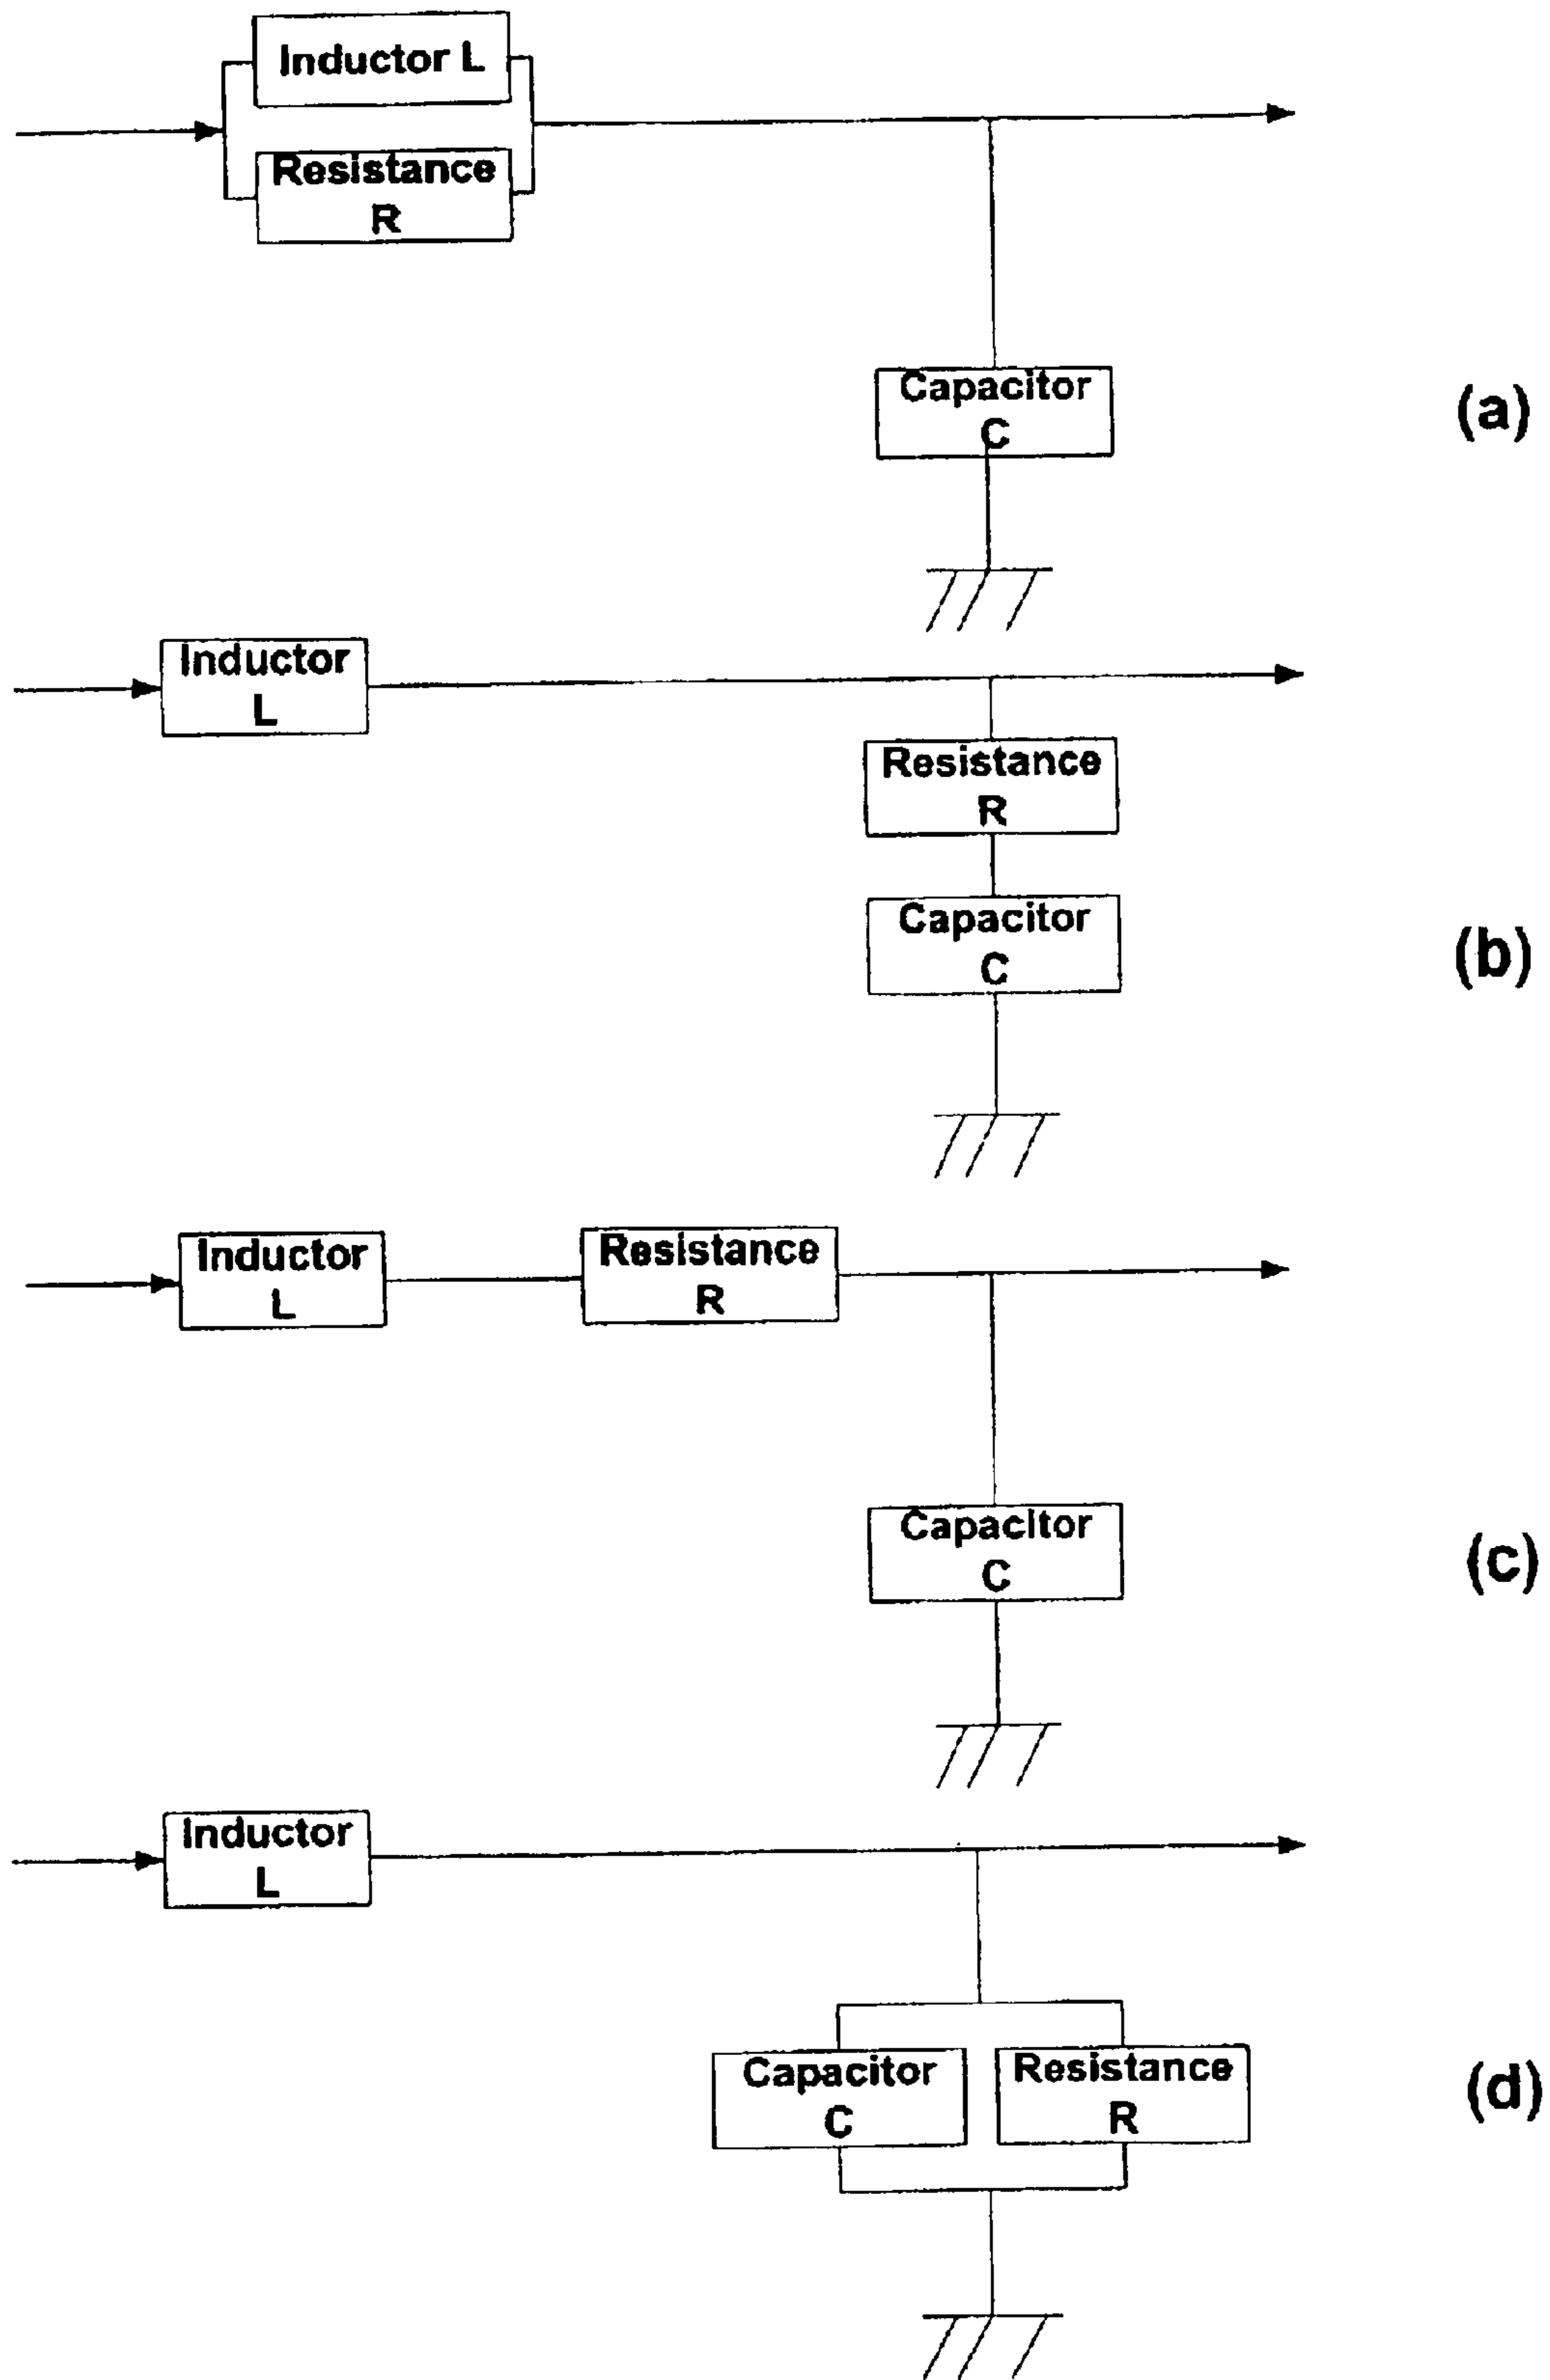 Inductor L
Resistance
R
Capacitor
C
(a)
Inductor
L
Resistance
R
Capacitor
C
(b)
Inductor
L
Resistance
R
Capacitor
C
(c)
Inductor
L
Capacitor
C
Resistance
R
(d)